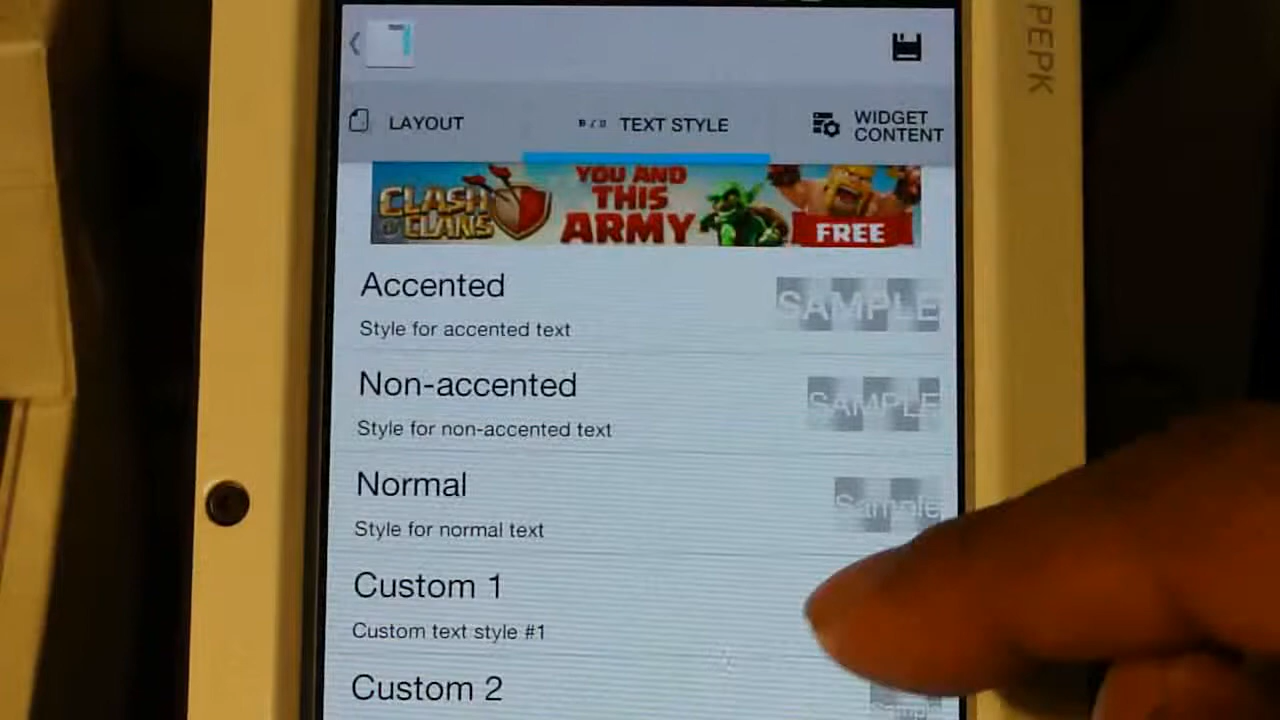 PEPK
LAYOUT
TEXT STYLE
WIDGET
CONTENT
CLASH
OF CLANS
YOU AND
THIS
ARMY
FREE
Accented
SAMPLE
Style for accented text
Non-accented
SAMPLE
Style for non-accented text
Normal
Sample
Style for normal text
Custom 1
Custom text style #1
Custom 2
Sample